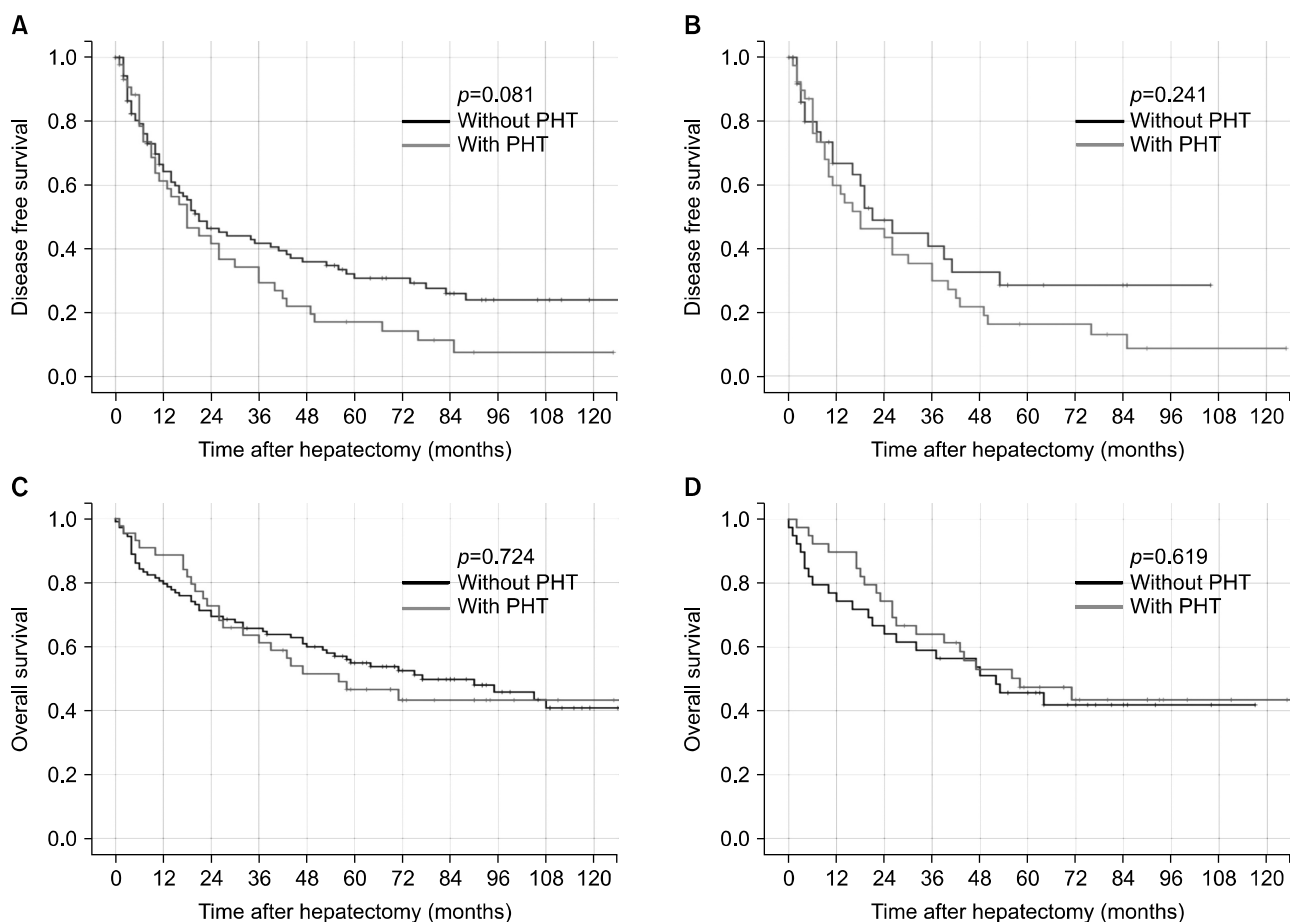 A
1.0
0.8
0.6
0.4
0.2
0.0
Disease free survival
p=0.081
Without PHT
With PHT
0 12 24 36 48 60 72 84 96 108 120
Time after hepatectomy (months)
B
1.0
0.8
0.6
0.4
0.2
0.0
Disease free survival
p=0.241
Without PHT
With PHT
0 12 24 36 48 60 72 84 96 108 120
Time after hepatectomy (months)
C
1.0
0.8
0.6
0.4
0.2
0.0
Overall survival
p=0.724
Without PHT
With PHT
0 12 24 36 48 60 72 84 96 108 120
Time after hepatectomy (months)
D
1.0
0.8
0.6
0.4
0.2
0.0
Overall survival
p=0.619
Without PHT
With PHT
0 12 24 36 48 60 72 84 96 108 120
Time after hepatectomy (months)